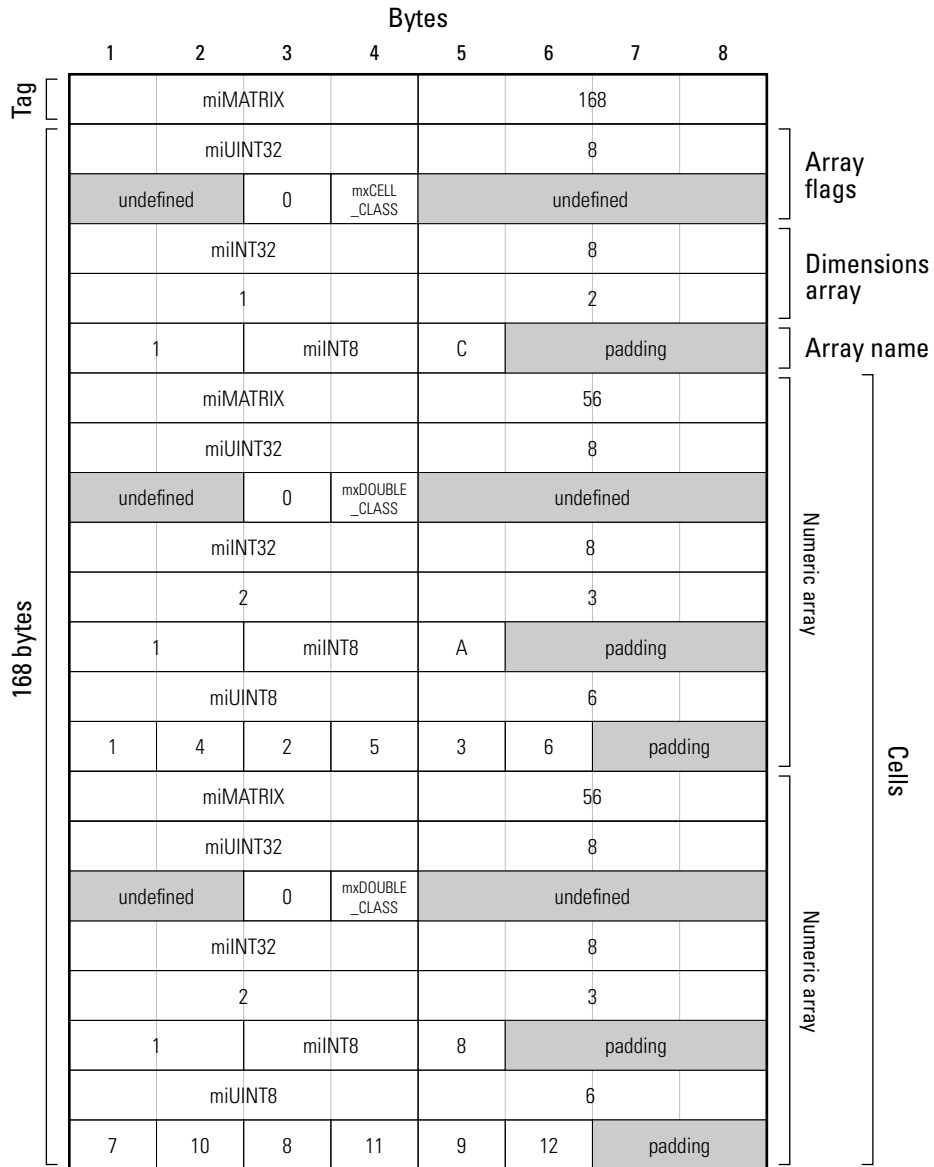 Bytes
1 2 3 4 5 6 7 8
Tag
miMATRIX 168
miUINT32 8
Array
flags
undefined 0 mxCELL
_CLASS undefined
miINT32 8
Dimensions
array
1 2
1 miINT8 C padding
Array name
miMATRIX 56
miUINT32 8
undefined 0 mxDOUBLE
_CLASS undefined
miINT32 8
2 3
1 miINT8 A padding
miUINT8 6
1 4 2 5 3 6 padding
Numeric array
168 bytes
Cells
miMATRIX 56
miUINT32 8
undefined 0 mxDOUBLE
_CLASS undefined
miINT32 8
2 3
1 miINT8 8 padding
miUINT8 6
7 10 8 11 9 12 padding
Numeric array